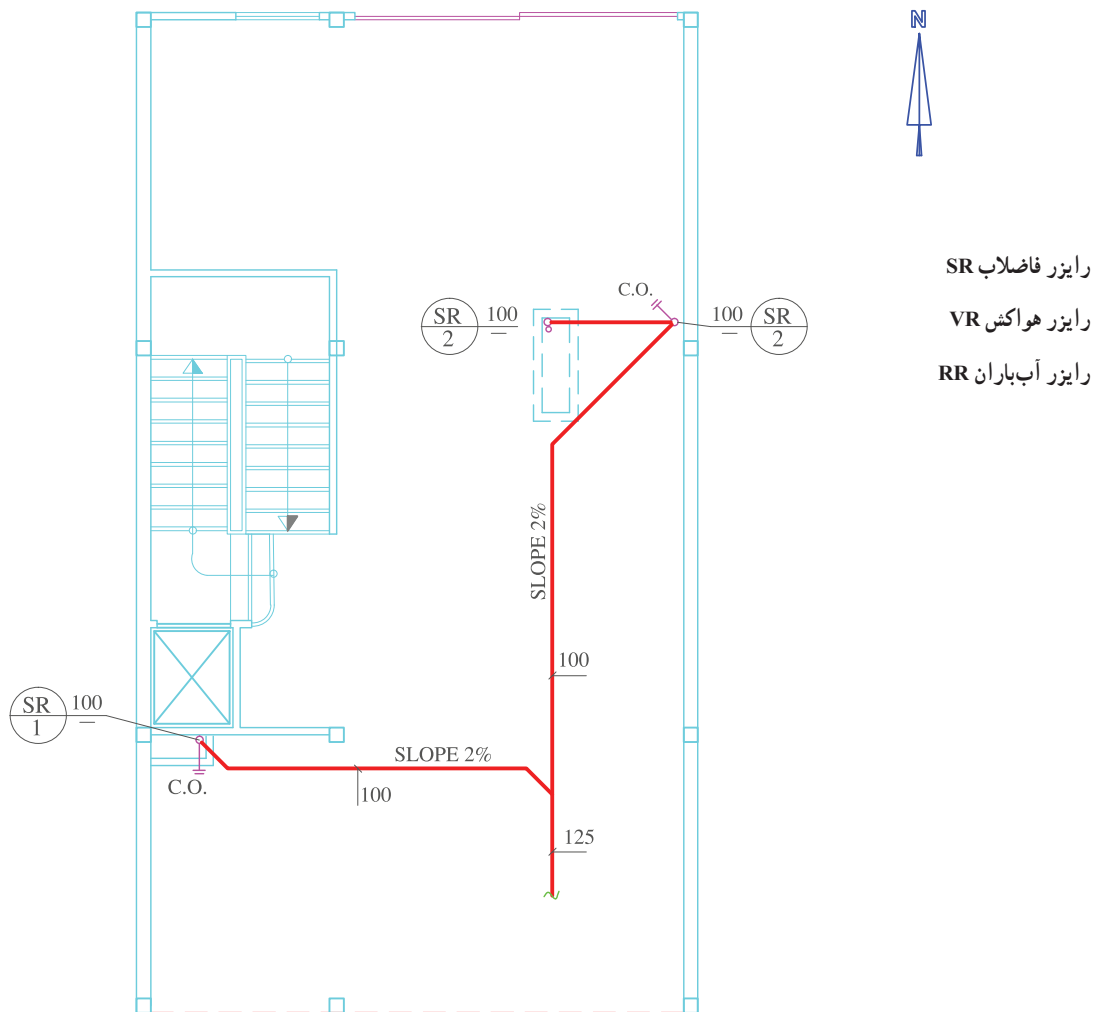 N
رایزر فاضلاب SR
رایزر هواکش VR
رایزر آب‌باران RR
C.O.
SR
2
100
100
SR
2
SLOPE 2%
100
SR
1
100
SLOPE 2%
C.O.
100
125